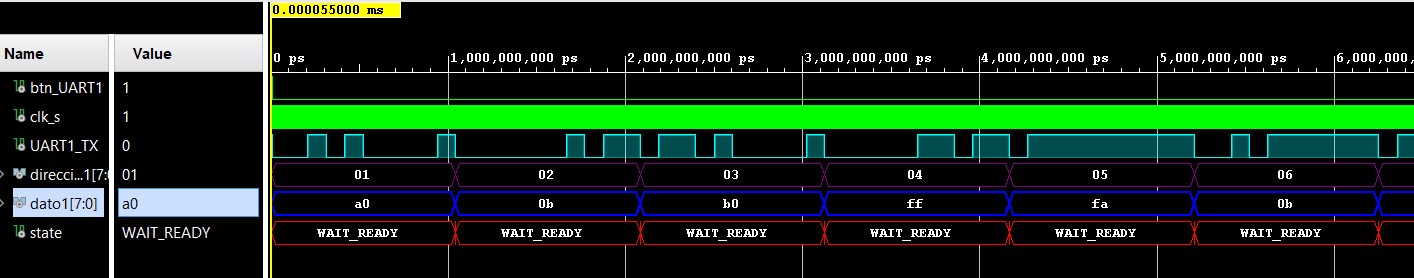 0.000055000 ms
Name Value
0 ps 1,000,000,000 ps 2,000,000,000 ps 3,000,000,000 ps 4,000,000,000 ps 5,000,000,000 ps 6,000,000,
btn_UART1 1
clk_s 1
UART1_TX 0
direcci...1[7:0 01 01 02 03 04 05 06
dato1[7:0] a0 a0 0b b0 ff fa 0b
state WAIT_READY WAIT_READY WAIT_READY WAIT_READY WAIT_READY WAIT_READY WAIT_READY